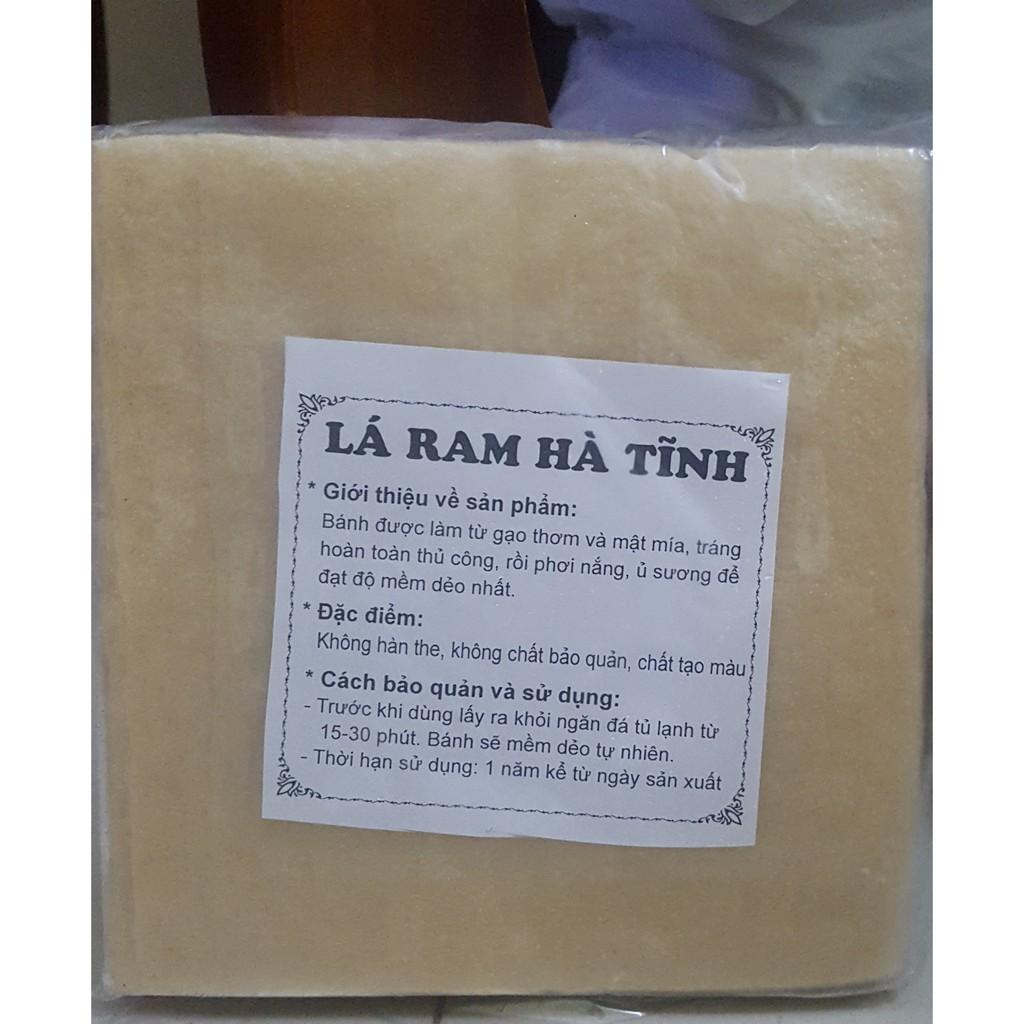 LÁ RAM HÀ TĨNH
* Giới thiệu về sản phẩm:
Bánh được làm từ gạo thơm và mật mía, tráng
hoàn toàn thủ công, rồi phơi nắng, ủ sương để
đạt độ mềm dẻo nhất.
* Đặc điểm:
Không hàn the, không chất bảo quản, chất tạo màu
* Cách bảo quản và sử dụng:
- Trước khi dùng lấy ra khỏi ngăn đá tủ lạnh từ
15-30 phút. Bánh sẽ mềm dẻo tự nhiên.
- Thời hạn sử dụng: 1 năm kể từ ngày sản xuất